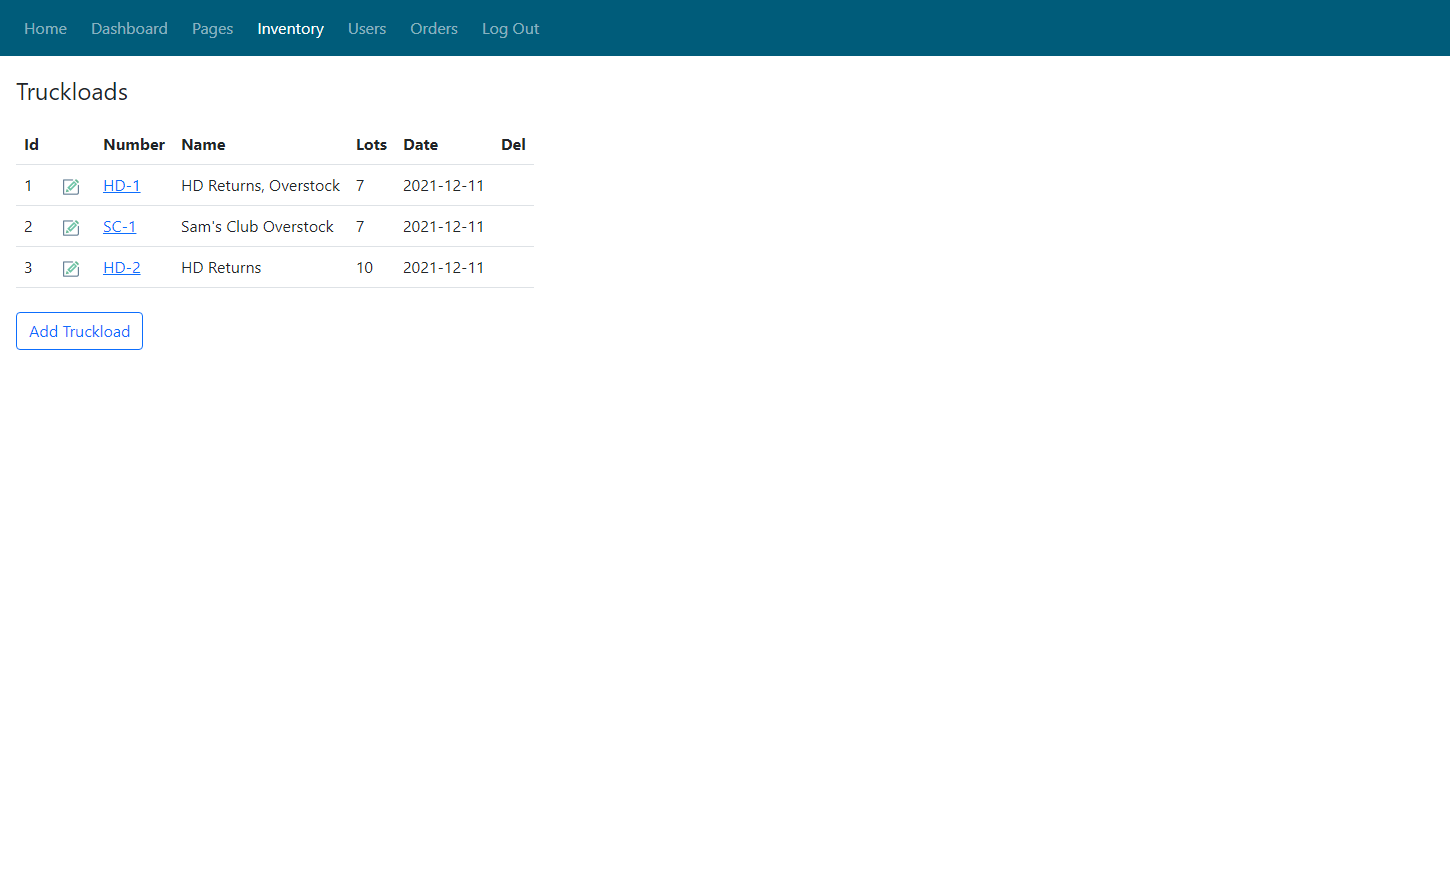 Home Dashboard Pages Inventory Users Orders Log Out
Truckloads
Id Number Name Lots Date Del
1 HD-1 HD Returns, Overstock 7 2021-12-11
2 SC-1 Sam's Club Overstock 7 2021-12-11
3 HD-2 HD Returns 10 2021-12-11
Add Truckload